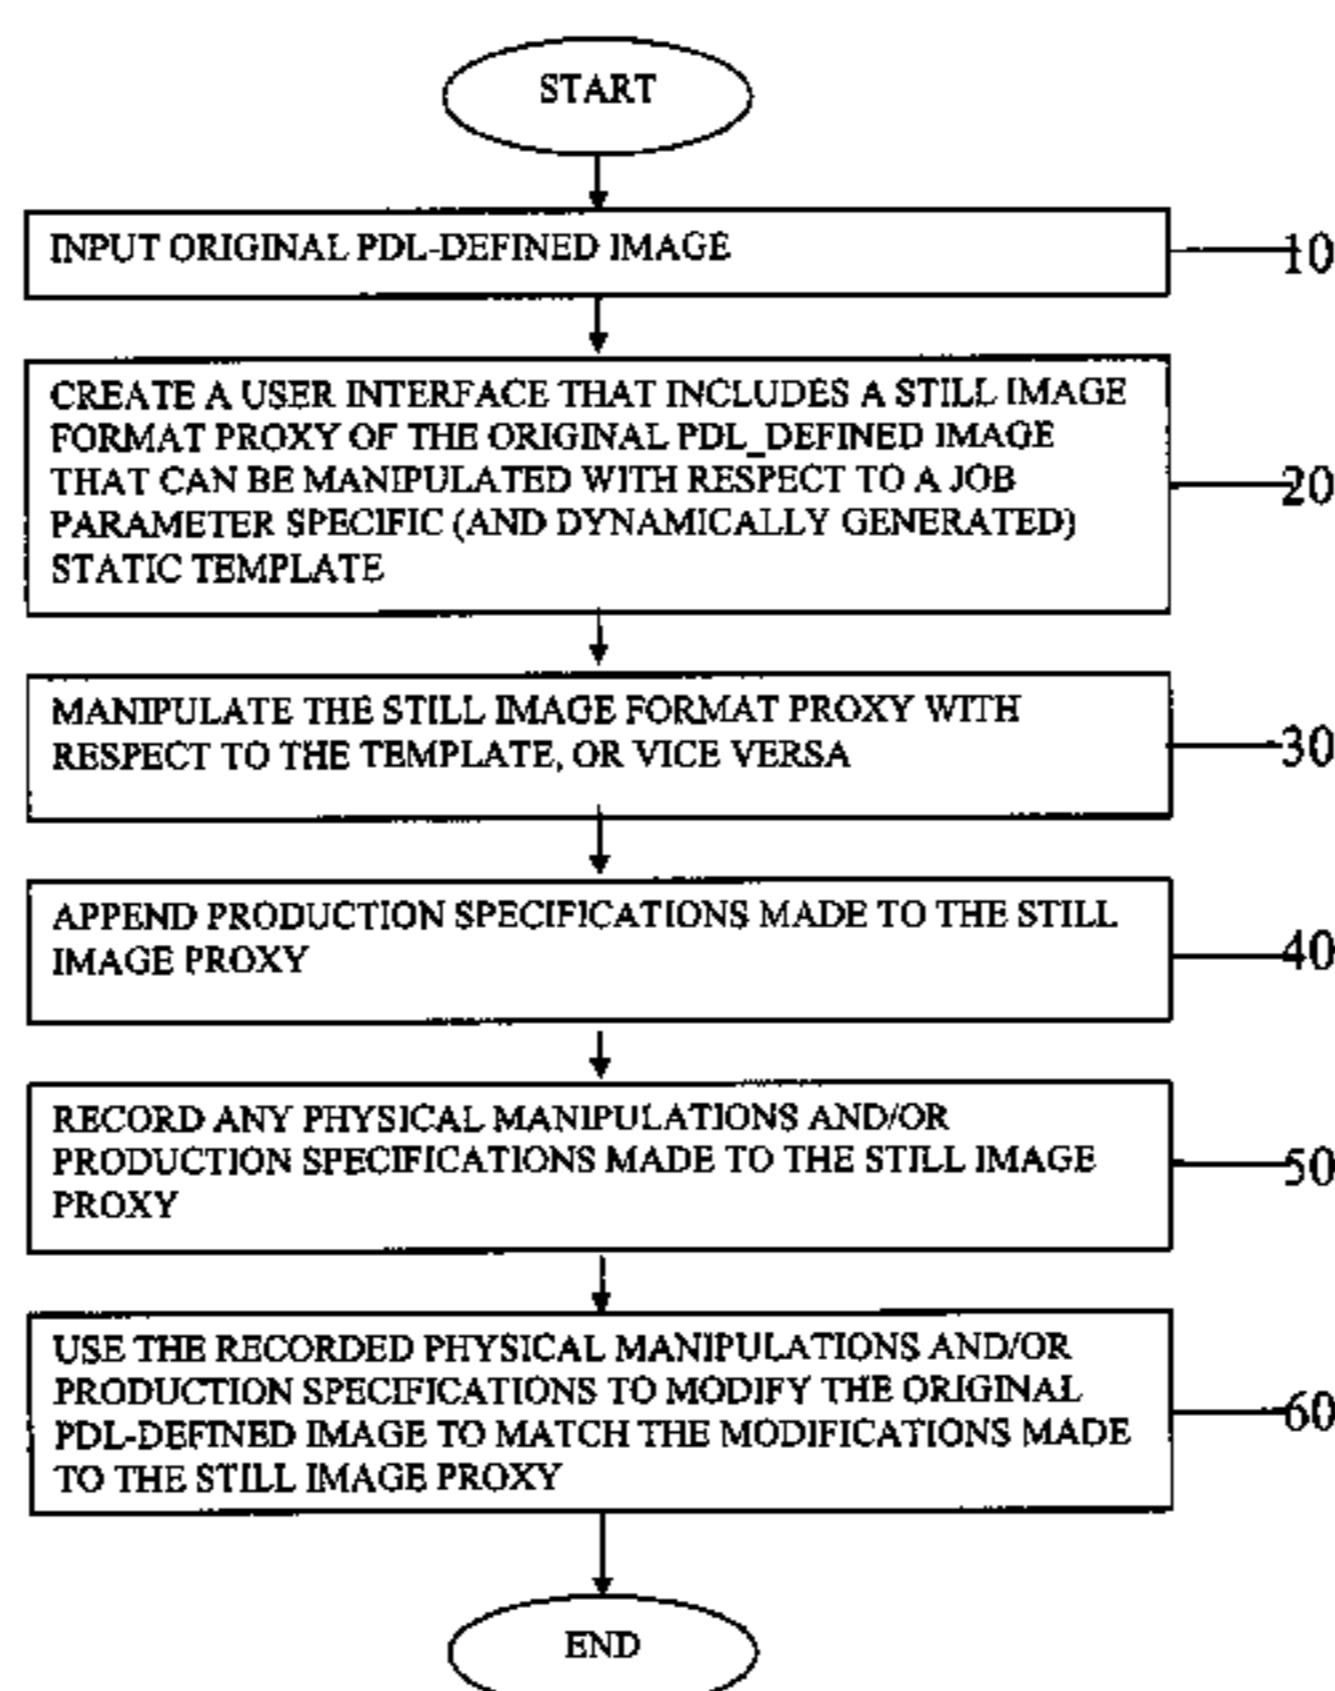 START
INPUT ORIGINAL PDL-DEFINED IMAGE
10
CREATE A USER INTERFACE THAT INCLUDES A STILL IMAGE
FORMAT PROXY OF THE ORIGINAL PDL_DEFINED IMAGE
THAT CAN BE MANIPULATED WITH RESPECT TO A JOB
PARAMETER SPECIFIC (AND DYNAMICALLY GENERATED)
STATIC TEMPLATE
20
MANIPULATE THE STILL IMAGE FORMAT PROXY WITH
RESPECT TO THE TEMPLATE, OR VICE VERSA
30
APPEND PRODUCTION SPECIFICATIONS MADE TO THE STILL
IMAGE PROXY
40
RECORD ANY PHYSICAL MANIPULATIONS AND/OR
PRODUCTION SPECIFICATIONS MADE TO THE STILL IMAGE
PROXY
50
USE THE RECORDED PHYSICAL MANIPULATIONS AND/OR
PRODUCTION SPECIFICATIONS TO MODIFY THE ORIGINAL
PDL-DEFINED IMAGE TO MATCH THE MODIFICATIONS MADE
TO THE STILL IMAGE PROXY
60
END